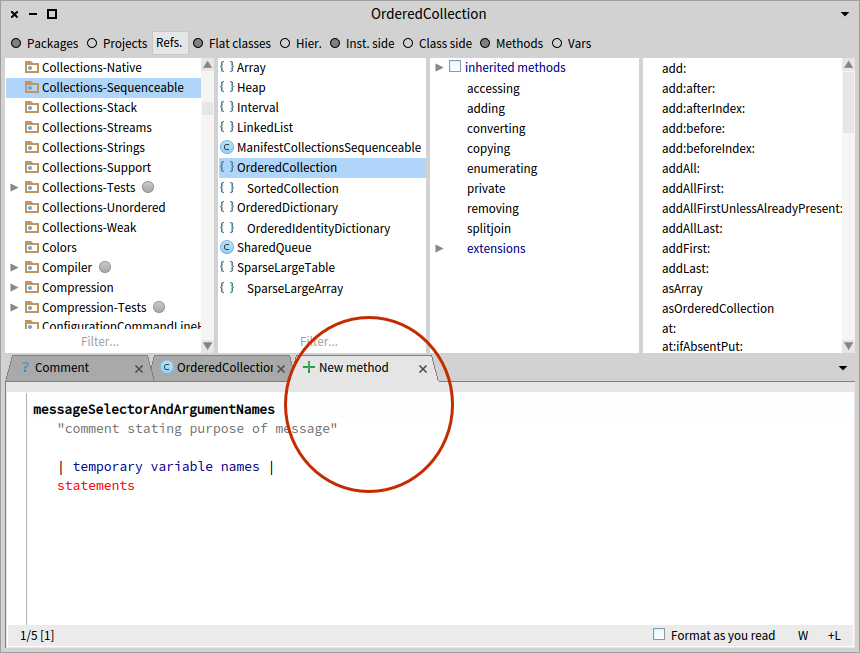 OrderedCollection
Packages Projects Refs. Flat classes Hier. Inst. side Class side Methods Vars
Collections-Native
Collections-Sequenceable
Collections-Stack
Collections-Streams
Collections-Strings
Collections-Support
Collections-Tests
Collections-Unordered
Collections-Weak
Colors
Compiler
Compression
Compression-Tests
ConfigurationCommandLineH
Filter...
{ } Array
{ } Heap
{ } Interval
{ } LinkedList
C ManifestCollectionsSequenceable
{ } OrderedCollection
{ } SortedCollection
{ } OrderedDictionary
{ } OrderedIdentityDictionary
C SharedQueue
{ } SparseLargeTable
{ } SparseLargeArray
Filter...
inherited methods
accessing
adding
converting
copying
enumerating
private
removing
splitjoin
extensions
add:
add:after:
add:afterIndex:
add:before:
add:beforeIndex:
addAll:
addAllFirst:
addAllFirstUnlessAlreadyPresent:
addAllLast:
addFirst:
addLast:
asArray
asOrderedCollection
at:
at:ifAbsentPut:
? Comment C OrderedCollection New method
messageSelectorAndArgumentNames
"comment stating purpose of message"
| temporary variable names |
statements
1/5 [1] Format as you read W +L